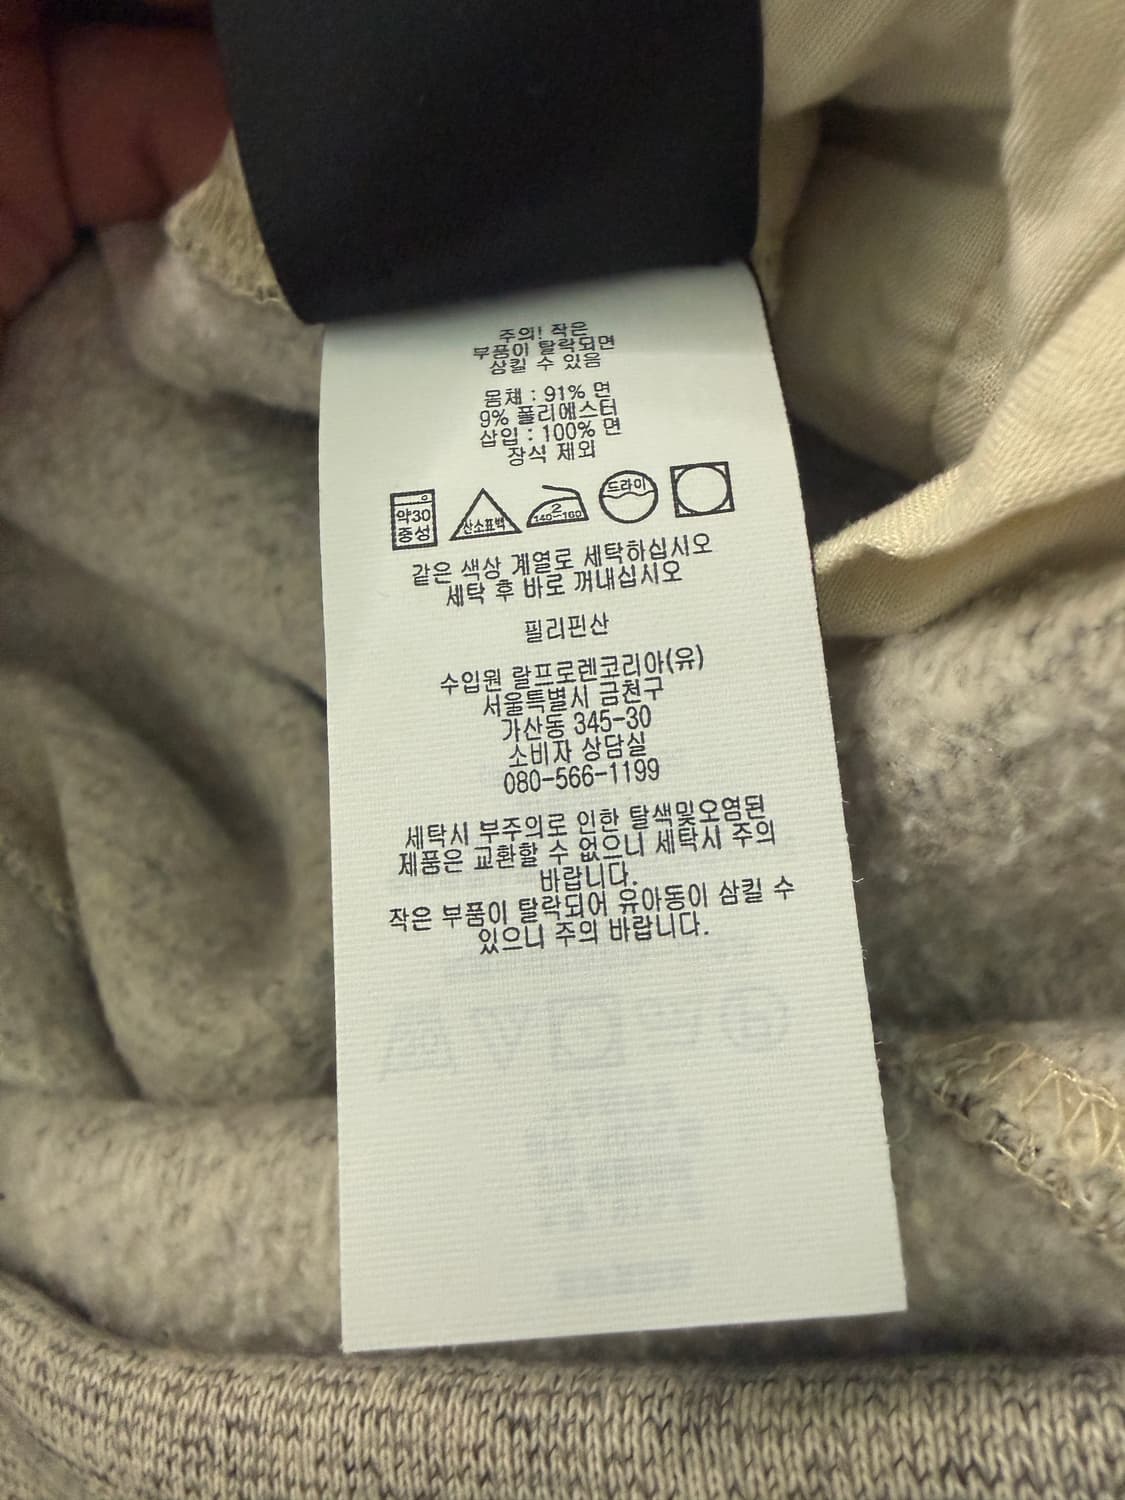 주의! 작은
부품이 탈락되면
삼킬 수 있음
몸체 : 91% 면
9% 폴리에스터
삽입 : 100% 면
장식 제외
약30
중성
산소표백
2
140-160
드라이
같은 색상 계열로 세탁하십시오
세탁 후 바로 꺼내십시오
필리핀산
수입원 랄프로렌코리아(유)
서울특별시 금천구
가산동 345-30
소비자 상담실
080-566-1199
세탁시 부주의로 인한 탈색및오염된
제품은 교환할 수 없으니 세탁시 주의
바랍니다.
작은 부품이 탈락되어 유아동이 삼킬 수
있으니 주의 바랍니다.